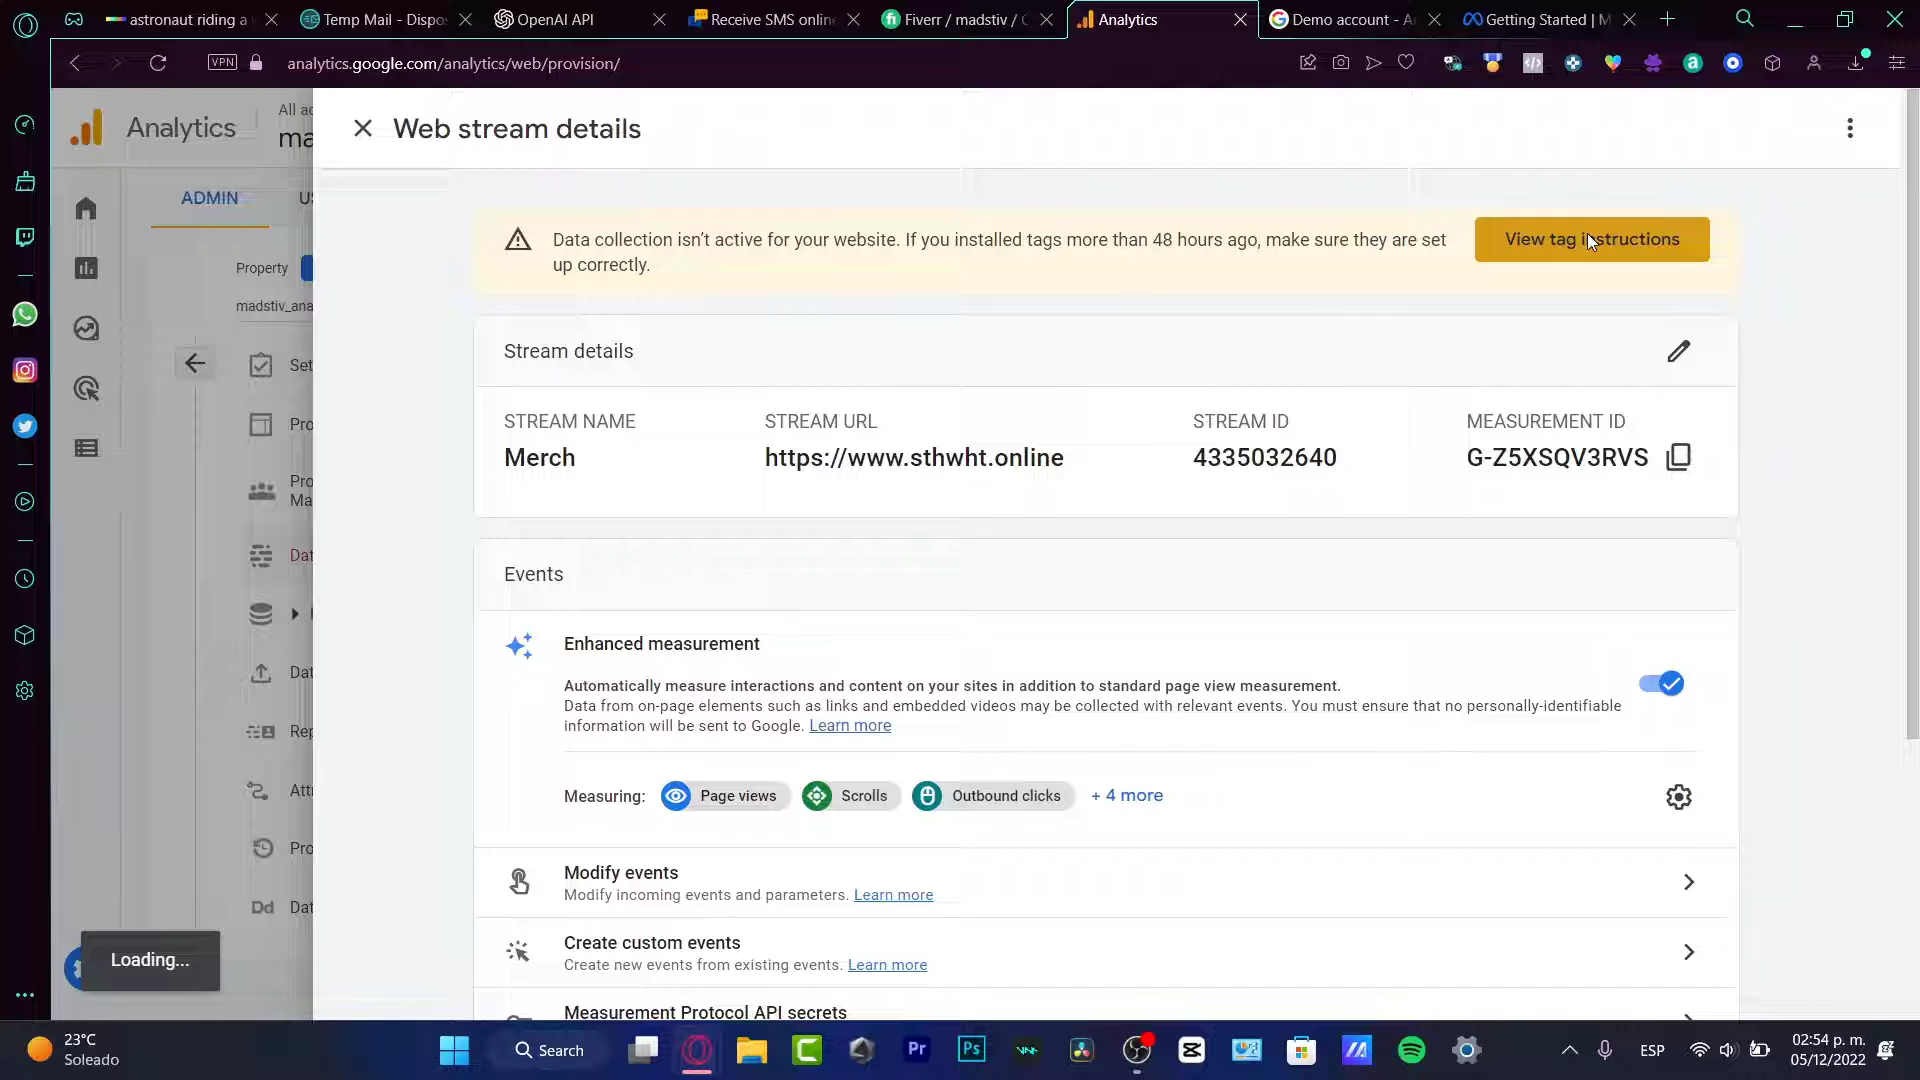 astronaut riding a
Temp Mail - Dispo
OpenAI API
Receive SMS onlin
Fiverr / madstiv /
Analytics
Demo account - A
Getting Started | M
VPN
analytics.google.com/analytics/web/provision/
Analytics
All ac
ma
Web stream details
ADMIN
US
Property
madstiv_ana
Set
Pro
Pro
Ma
Dat
Dat
Rep
Att
Pro
Dd
Dat
Loading...
Data collection isn't active for your website. If you installed tags more than 48 hours ago, make sure they are set
up correctly.
View tag instructions
Stream details
STREAM NAME
STREAM URL
STREAM ID
MEASUREMENT ID
Merch
https://www.sthwht.online
4335032640
G-Z5XSQV3RVS
Events
Enhanced measurement
Automatically measure interactions and content on your sites in addition to standard page view measurement.
Data from on-page elements such as links and embedded videos may be collected with relevant events. You must ensure that no personally-identifiable
information will be sent to Google. Learn more
Measuring:
Page views
Scrolls
Outbound clicks
+ 4 more
Modify events
Modify incoming events and parameters. Learn more
Create custom events
Create new events from existing events. Learn more
Measurement Protocol API secrets
23°C
Soleado
Search
Pr
Ps
ESP
02:54 p. m.
05/12/2022